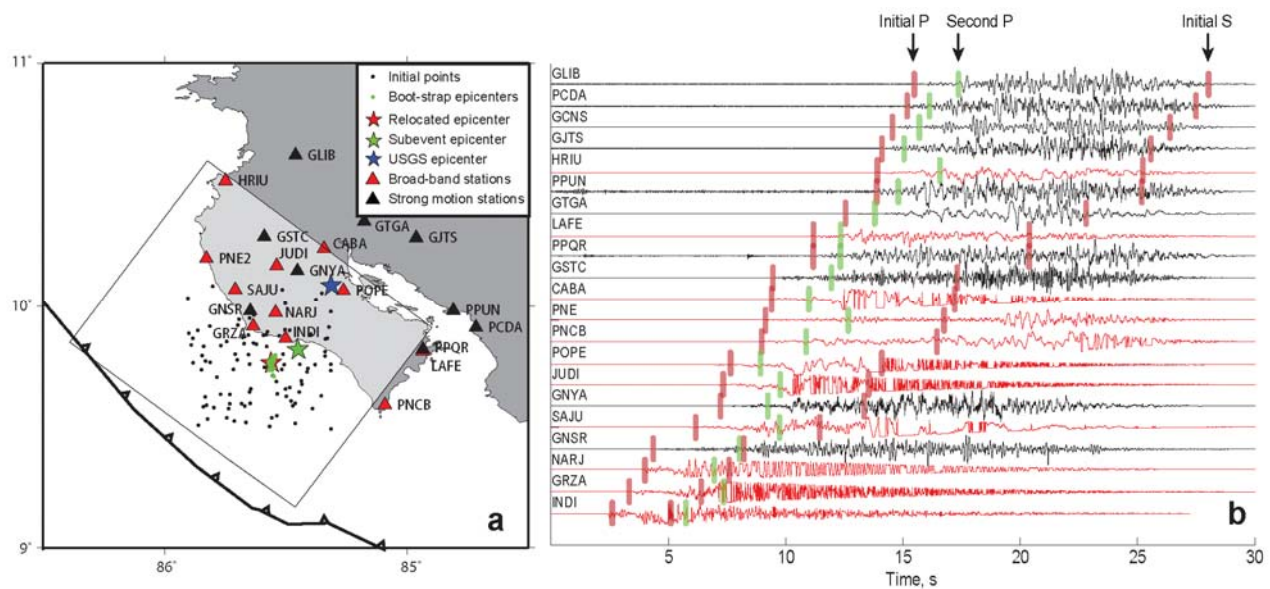 Initial P
Second P
Initial S
11°
10°
9°
86°
85°
Initial points
Boot-strap epicenters
Relocated epicenter
Subevent epicenter
USGS epicenter
Broad-band stations
Strong motion stations
GLIB
HRIU
GTGA
GJTS
GSTC
CABA
JUDI
PNE2
GNYA
SAJU
POPE
GNSR
NARJ
PPUN
GRZA
INDI
PCDA
PPQR
LAFE
PNCB
a
GLIB
PCDA
GCNS
GJTS
HRIU
PPUN
GTGA
LAFE
PPQR
GSTC
CABA
PNE
PNCB
POPE
JUDI
GNYA
SAJU
GNSR
NARJ
GRZA
INDI
b
5
10
15
20
25
30
Time, s